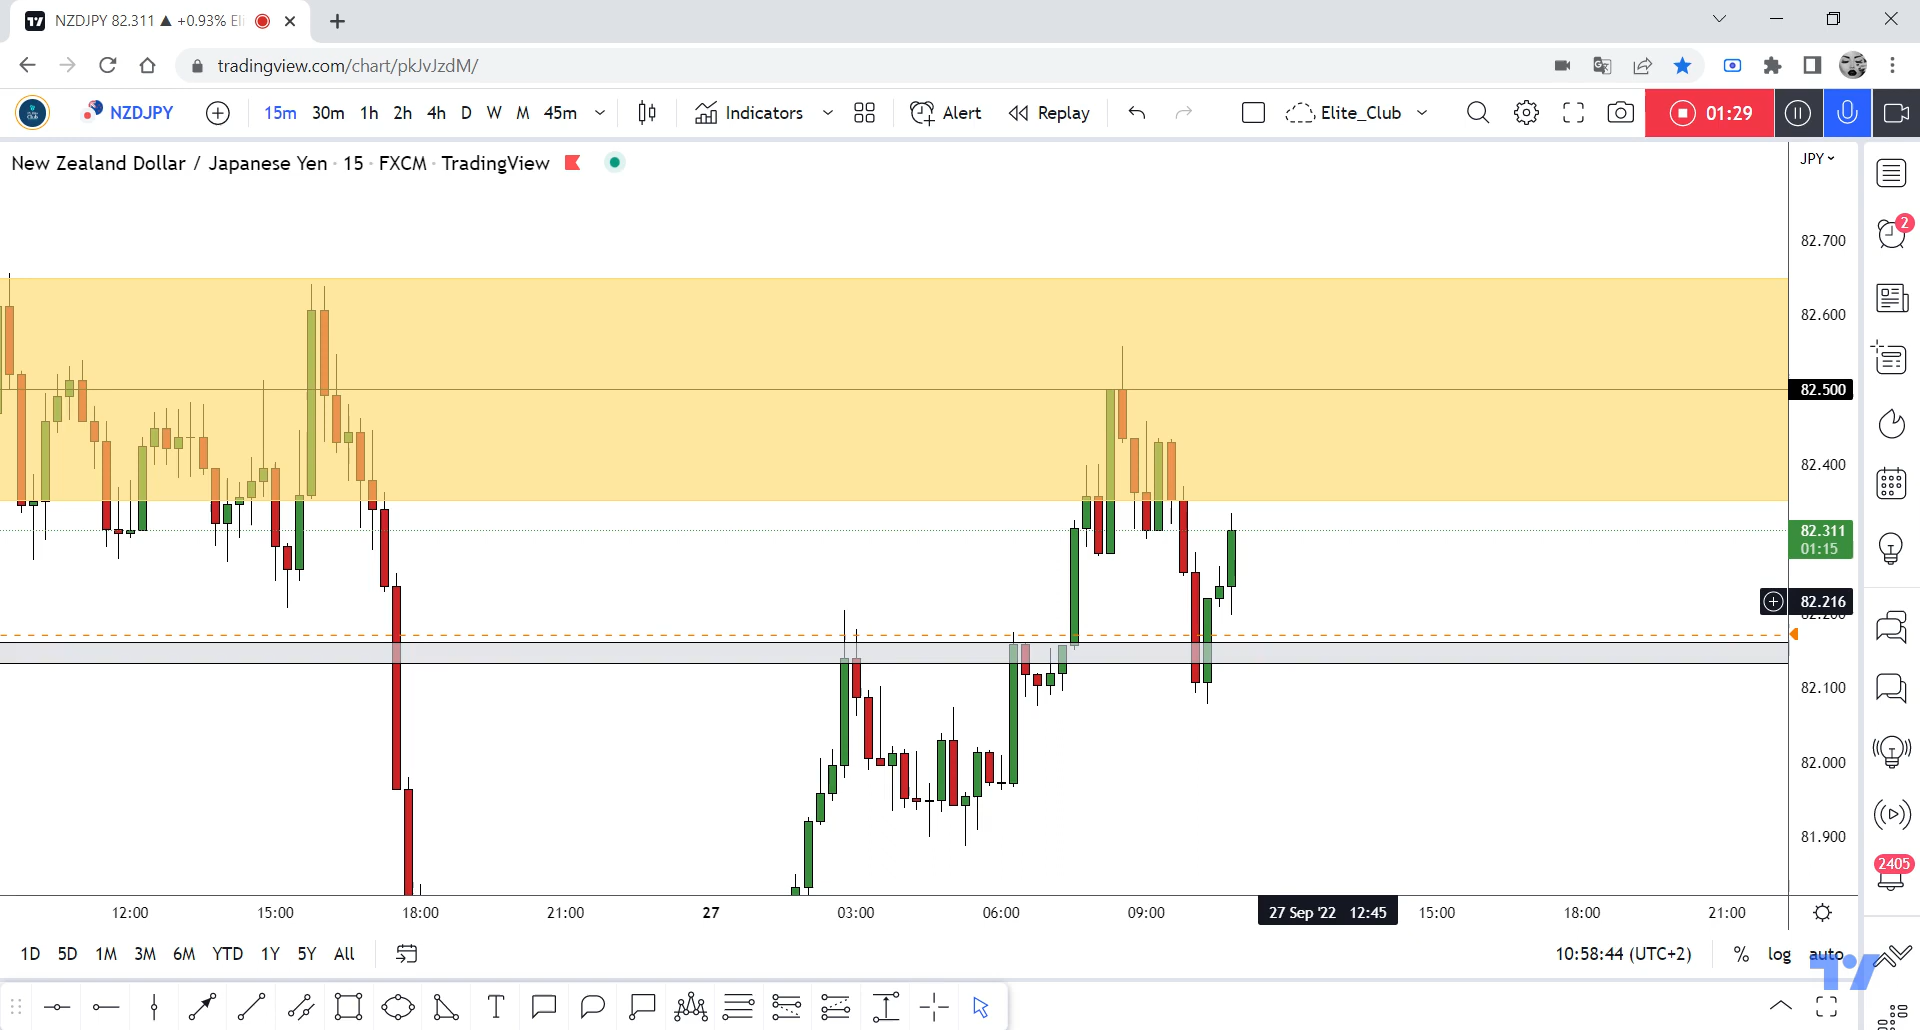 NZDJPY 82.311 ▲ +0.93% Eli
tradingview.com/chart/pkJvJzdM/
NZDJPY 15m 30m 1h 2h 4h D W M 45m Indicators Alert Replay Elite_Club 01:29
New Zealand Dollar / Japanese Yen · 15 · FXCM · TradingView
JPY
2
82.700
82.600
82.500
82.400
82.311
01:15
82.216
82.200
82.100
82.000
81.900
2405
12:00 15:00 18:00 21:00 27 03:00 06:00 09:00 27 Sep '22 12:45 15:00 18:00 21:00
1D 5D 1M 3M 6M YTD 1Y 5Y All 10:58:44 (UTC+2) % log auto
T